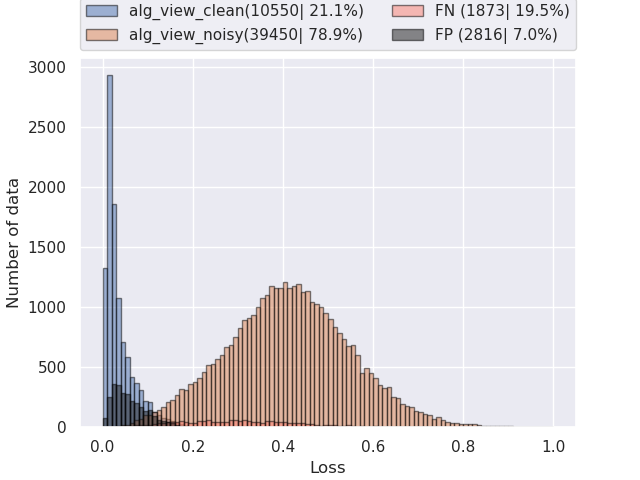 alg_view_clean(10550| 21.1%)
FN (1873| 19.5%)
alg_view_noisy(39450| 78.9%)
FP (2816| 7.0%)
3000
2500
2000
1500
1000
500
0
Number of data
0.0 0.2 0.4 0.6 0.8 1.0
Loss